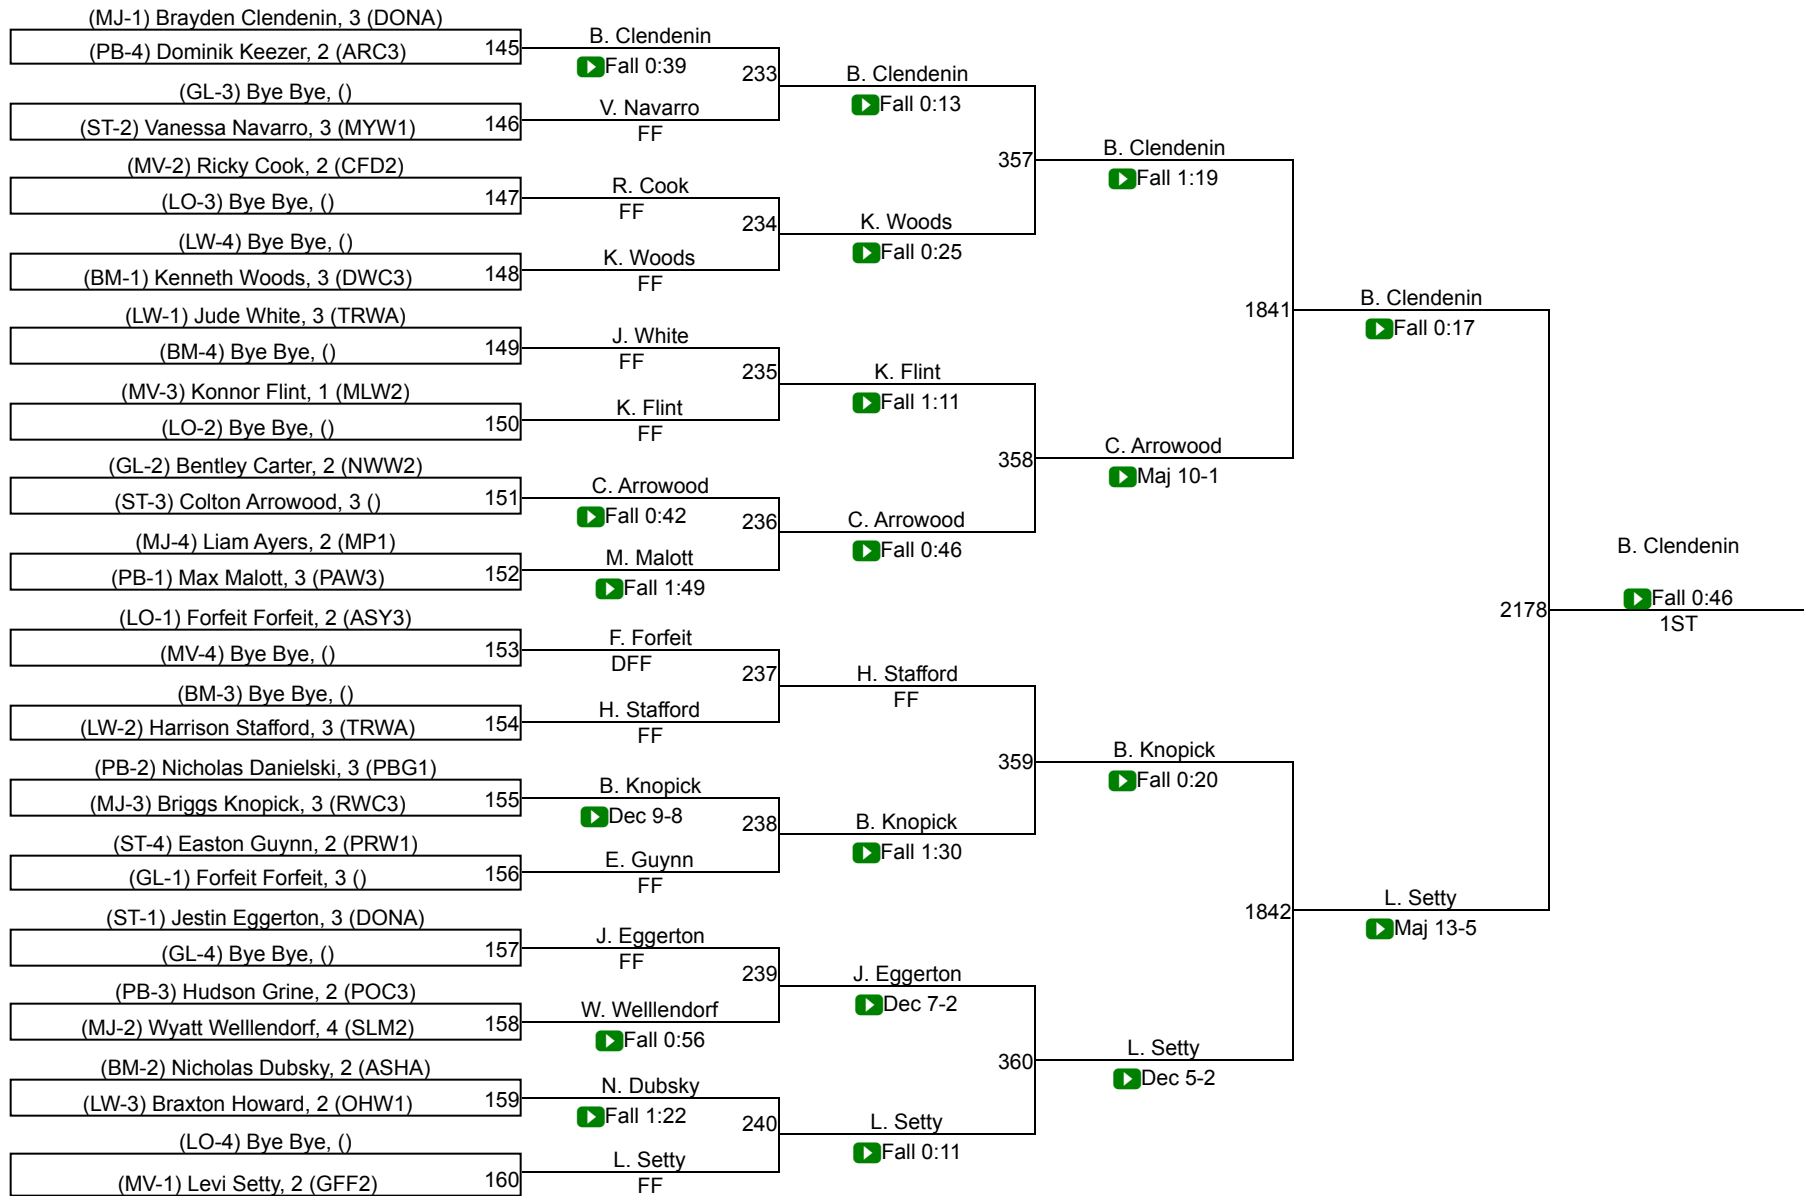 (MJ-1) Brayden Clendenin, 3 (DONA)
(PB-4) Dominik Keezer, 2 (ARC3)
145
(GL-3) Bye Bye, ()
(ST-2) Vanessa Navarro, 3 (MYW1)
146
(MV-2) Ricky Cook, 2 (CFD2)
(LO-3) Bye Bye, ()
147
(LW-4) Bye Bye, ()
(BM-1) Kenneth Woods, 3 (DWC3)
148
(LW-1) Jude White, 3 (TRWA)
(BM-4) Bye Bye, ()
149
(MV-3) Konnor Flint, 1 (MLW2)
(LO-2) Bye Bye, ()
150
(GL-2) Bentley Carter, 2 (NWW2)
(ST-3) Colton Arrowood, 3 ()
151
(MJ-4) Liam Ayers, 2 (MP1)
(PB-1) Max Malott, 3 (PAW3)
152
(LO-1) Forfeit Forfeit, 2 (ASY3)
(MV-4) Bye Bye, ()
153
(BM-3) Bye Bye, ()
(LW-2) Harrison Stafford, 3 (TRWA)
154
(PB-2) Nicholas Danielski, 3 (PBG1)
(MJ-3) Briggs Knopick, 3 (RWC3)
155
(ST-4) Easton Guynn, 2 (PRW1)
(GL-1) Forfeit Forfeit, 3 ()
156
(ST-1) Jestin Eggerton, 3 (DONA)
(GL-4) Bye Bye, ()
157
(PB-3) Hudson Grine, 2 (POC3)
(MJ-2) Wyatt Welllendorf, 4 (SLM2)
158
(BM-2) Nicholas Dubsky, 2 (ASHA)
(LW-3) Braxton Howard, 2 (OHW1)
159
(LO-4) Bye Bye, ()
(MV-1) Levi Setty, 2 (GFF2)
160
B. Clendenin
Fall 0:39
233
V. Navarro
FF
R. Cook
FF
234
K. Woods
FF
J. White
FF
235
K. Flint
FF
C. Arrowood
Fall 0:42
236
M. Malott
Fall 1:49
F. Forfeit
DFF
237
H. Stafford
FF
B. Knopick
Dec 9-8
238
E. Guynn
FF
J. Eggerton
FF
239
W. Welllendorf
Fall 0:56
N. Dubsky
Fall 1:22
240
L. Setty
FF
B. Clendenin
Fall 0:13
357
K. Woods
Fall 0:25
K. Flint
Fall 1:11
358
C. Arrowood
Fall 0:46
H. Stafford
FF
359
B. Knopick
Fall 1:30
J. Eggerton
Dec 7-2
360
L. Setty
Fall 0:11
B. Clendenin
Fall 1:19
1841
C. Arrowood
Maj 10-1
B. Knopick
Fall 0:20
1842
L. Setty
Dec 5-2
B. Clendenin
Fall 0:17
2178
L. Setty
Maj 13-5
B. Clendenin
Fall 0:46
1ST